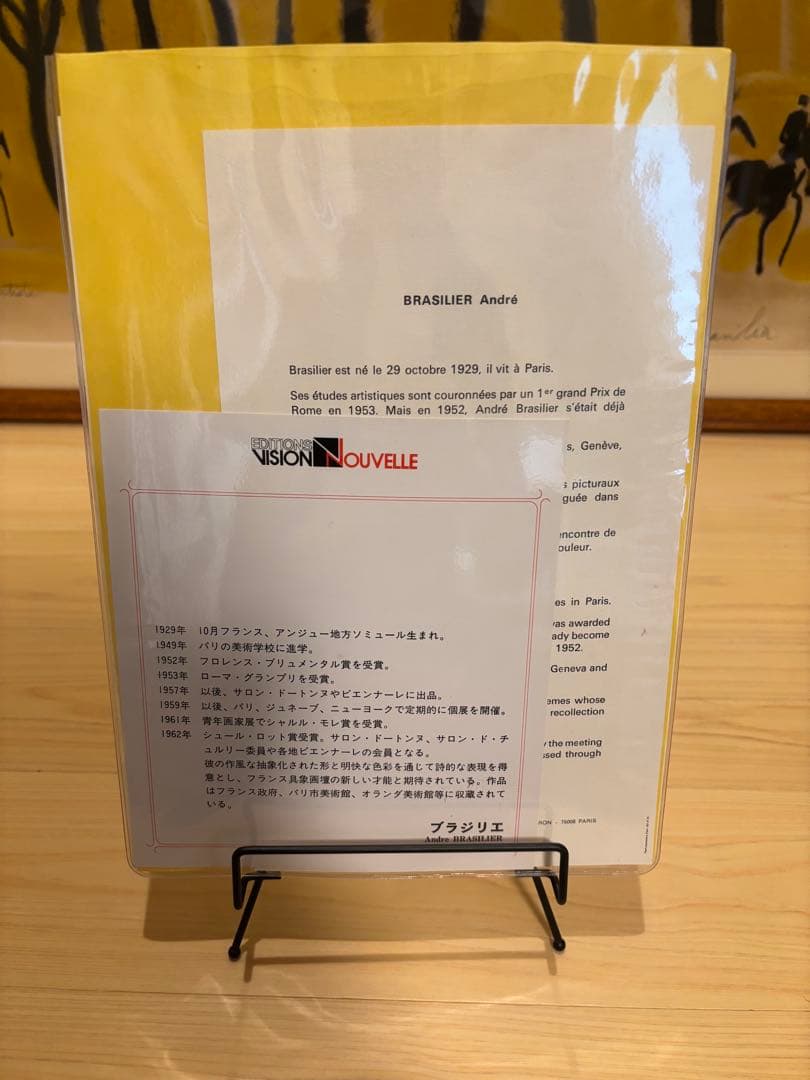 BRASILIER André
Brasilier est né le 29 octobre 1929, il vit à Paris.
Ses études artistiques sont couronnées par un 1er grand Prix de
Rome en 1953. Mais en 1952, André Brasilier s'était déjà
s, Genève,
s picturaux
guée dans
encontre de
ouleur.
es in Paris.
vas awarded
ady become
1952.
Geneva and
emes whose
recollection
y the meeting
ssed through
RON - 75008 PARIS
EDITIONS
VISION NOUVELLE
1929年 10月フランス、アンジュー地方ソミュール生まれ。
1949年 パリの美術学校に進学。
1952年 フロレンス・ブリュメンタル賞を受賞。
1953年 ローマ・グランプリを受賞。
1957年 以後、サロン・ドートンヌやビエンナーレに出品。
1959年 以後、パリ、ジュネーブ、ニューヨークで定期的に個展を開催。
1961年 青年画家展でシャルル・モレ賞を受賞。
1962年 シュール・ロット賞受賞。サロン・ドートンヌ、サロン・ド・チ
ュルリー委員や各地ビエンナーレの会員となる。
彼の作風な抽象化された形と明快な色彩を通じて詩的な表現を得
意とし、フランス具象画壇の新しい才能と期待されている。作品
はフランス政府、パリ市美術館、オランダ美術館等に収蔵されて
いる。
ブラジリエ
Andre BRASILIER